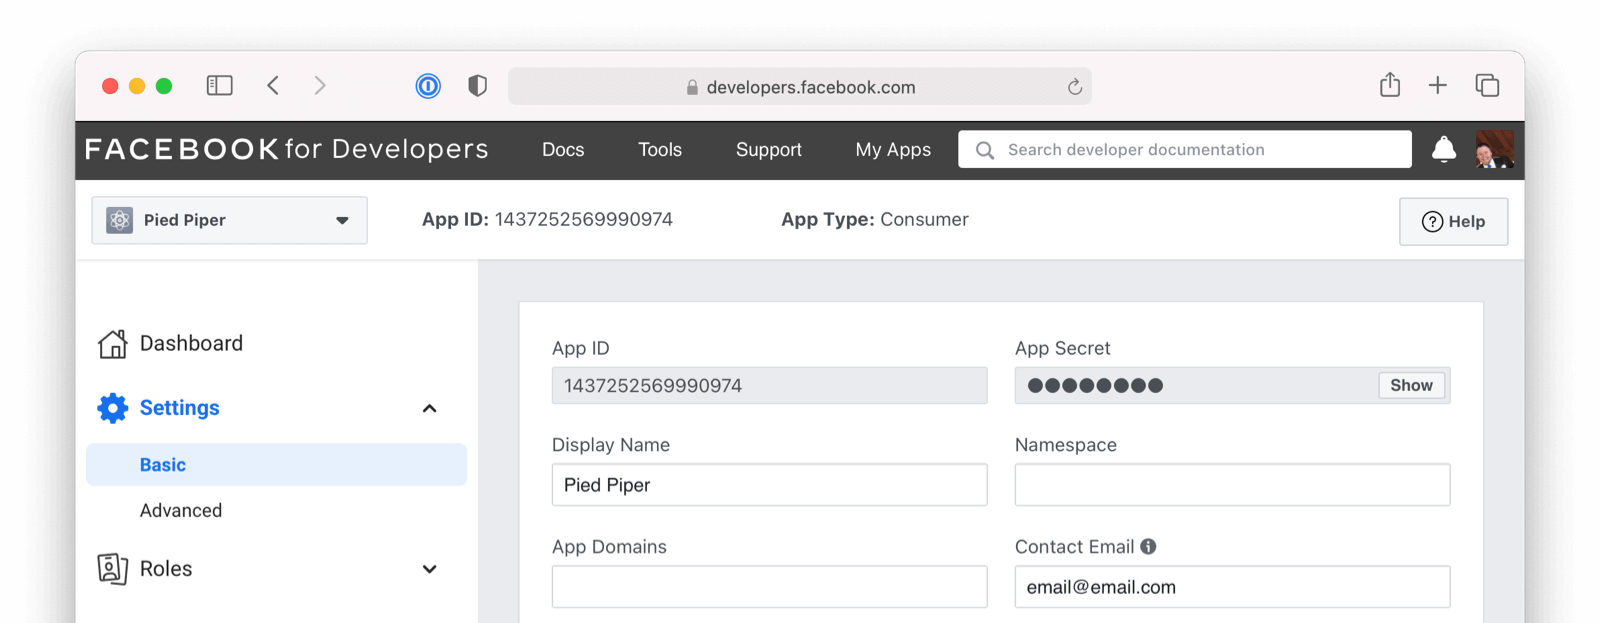 developers.facebook.com
FACEBOOK for Developers Docs Tools Support My Apps Search developer documentation
Pied Piper App ID: 1437252569990974 App Type: Consumer Help
Dashboard
Settings
Basic
Advanced
Roles
App ID App Secret
1437252569990974 Show
Display Name Namespace
Pied Piper
App Domains Contact Email
email@email.com